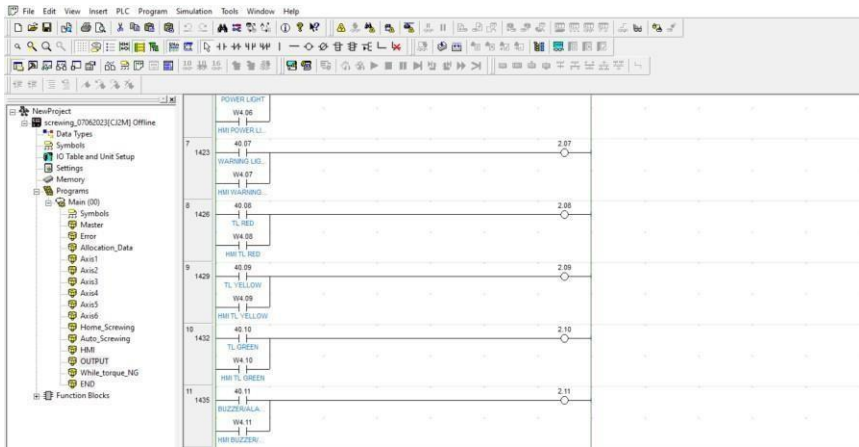 File Edit View Insert PLC Program Simulation Tools Window Help
NewProject
screwing_07062023[CJ2M] Offline
Data Types
Symbols
IO Table and Unit Setup
Settings
Memory
Programs
Main (00)
Symbols
Master
Error
Allocation_Data
Axis1
Axis2
Axis3
Axis4
Axis5
Axis6
Home_Screwing
Auto_Screwing
HMI
OUTPUT
While_torque_NG
END
Function Blocks
POWER LIGHT
W4.06
HMI POWER LI...
7
1423
40.07
2.07
WARNING LIG...
W4.07
HMI WARNING...
8
1426
40.08
2.08
TL RED
W4.08
HMI TL RED
9
1429
40.09
2.09
TL YELLOW
W4.09
HMI TL YELLOW
10
1432
40.10
2.10
TL GREEN
W4.10
HMI TL GREEN
11
1435
40.11
2.11
BUZZER/ALA...
W4.11
HMI BUZZER/...